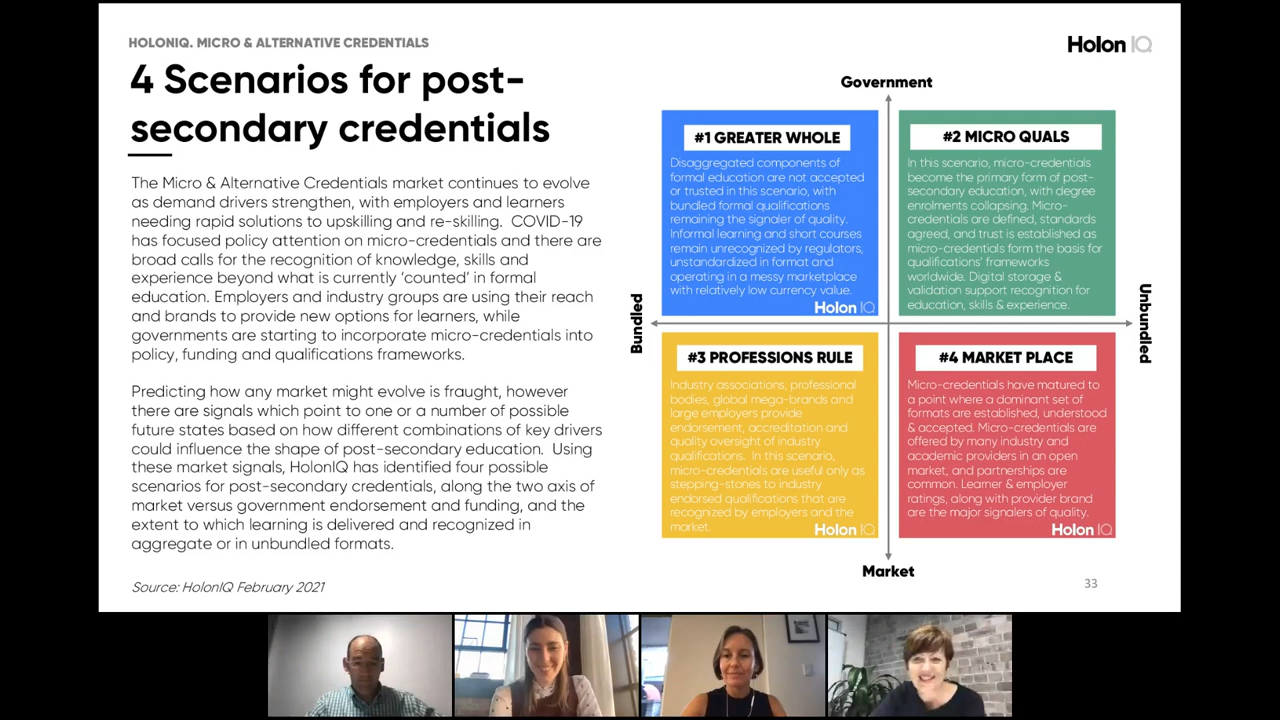 HOLONIQ. MICRO & ALTERNATIVE CREDENTIALS
Holon IQ
4 Scenarios for post-
secondary credentials
The Micro & Alternative Credentials market continues to evolve
as demand drivers strengthen, with employers and learners
needing rapid solutions to upskilling and re-skilling.  COVID-19
has focused policy attention on micro-credentials and there are
broad calls for the recognition of knowledge, skills and
experience beyond what is currently ‘counted’ in formal
education. Employers and industry groups are using their reach
and brands to provide new options for learners, while
governments are starting to incorporate micro-credentials into
policy, funding and qualifications frameworks.
Predicting how any market might evolve is fraught, however
there are signals which point to one or a number of possible
future states based on how different combinations of key drivers
could influence the shape of post-secondary education.  Using
these market signals, HolonIQ has identified four possible
scenarios for post-secondary credentials, along the two axis of
market versus government endorsement and funding, and the
extent to which learning is delivered and recognized in
aggregate or in unbundled formats.
Source: HolonIQ February 2021
Government
Bundled
#1 GREATER WHOLE
Disaggregated components of
formal education are not accepted
or trusted in this scenario, with
bundled formal qualifications
remaining the signaler of quality.
Informal learning and short courses
remain unrecognized by regulators,
unstandardized in format and
operating in a messy marketplace
with relatively low currency value.
Holon IQ
#2 MICRO QUALS
In this scenario, micro-credentials
become the primary form of post-
secondary education, with degree
enrolments collapsing. Micro-
credentials are defined, standards
agreed, and trust is established as
micro-credentials form the basis for
qualifications’ frameworks
worldwide. Digital storage &
validation support recognition for
education, skills & experience.
Unbundled
#3 PROFESSIONS RULE
Industry associations, professional
bodies, global mega-brands and
large employers provide
endorsement, accreditation and
quality oversight of industry
qualifications.  In this scenario,
micro-credentials are useful only as
stepping-stones to industry
endorsed qualifications that are
recognized by employers and the
market.
Holon IQ
#4 MARKET PLACE
Micro-credentials have matured to
a point where a dominant set of
formats are established, understood
& accepted. Micro-credentials are
offered by many industry and
academic providers in an open
market, and partnerships are
common. Learner & employer
ratings, along with provider brand
are the major signalers of quality.
Holon IQ
Market
33